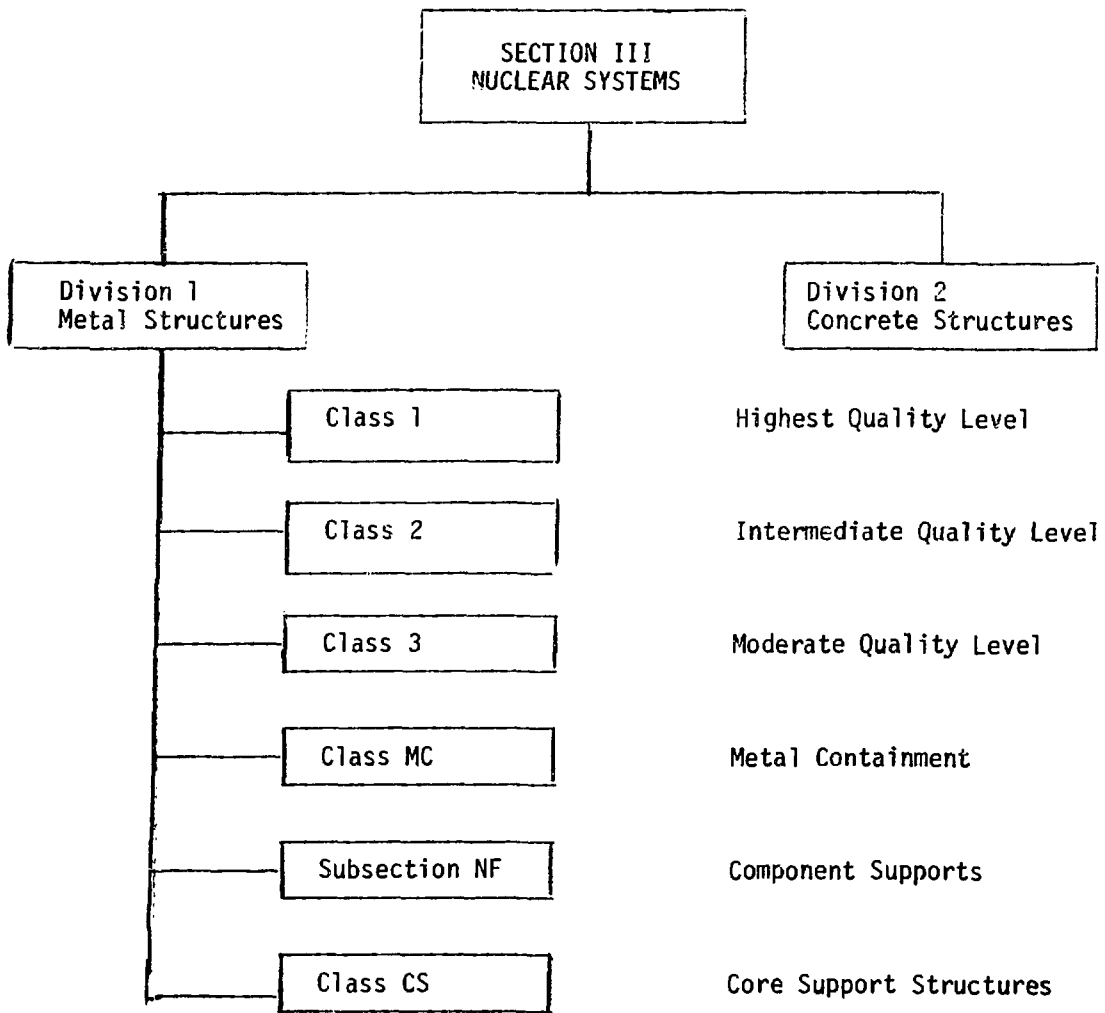 SECTION III
NUCLEAR SYSTEMS
Division 1
Metal Structures
Division 2
Concrete Structures
Class 1
Highest Quality Level
Class 2
Intermediate Quality Level
Class 3
Moderate Quality Level
Class MC
Metal Containment
Subsection NF
Component Supports
Class CS
Core Support Structures